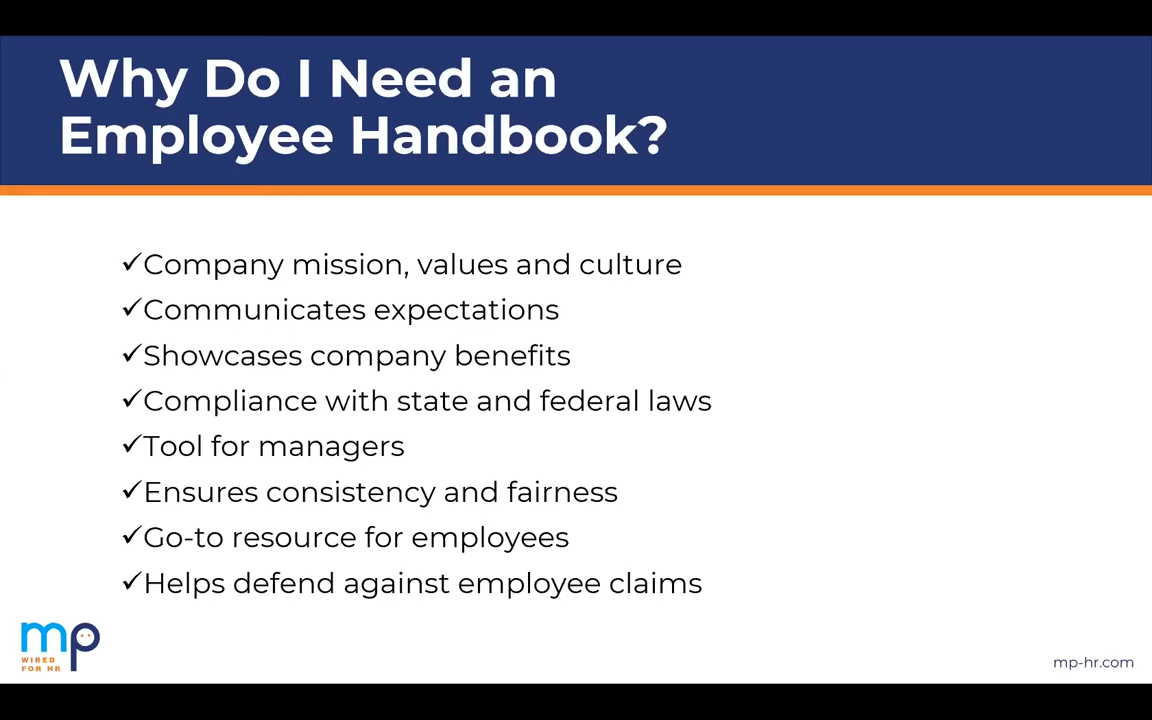 Why Do I Need an
Employee Handbook?
✓Company mission, values and culture
✓Communicates expectations
✓Showcases company benefits
✓Compliance with state and federal laws
✓Tool for managers
✓Ensures consistency and fairness
✓Go-to resource for employees
✓Helps defend against employee claims
mp
WIRED
FOR HR
mp-hr.com